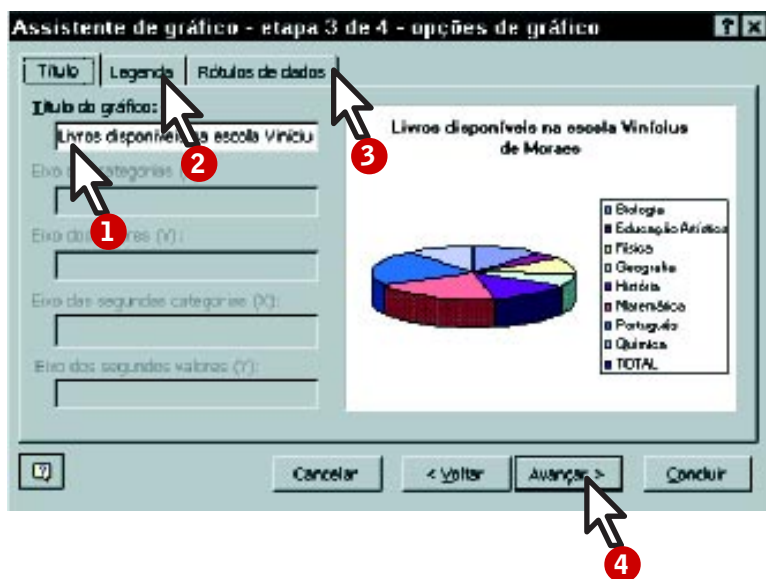 Assistente de gráfico - etapa 3 de 4 - opções de gráfico
Título
Legenda
Rótulos de dados
Título do gráfico:
Livros disponíveis na escola Viníciu
Eixo categorias
Eixo dos valores (Y):
Eixo das segundas categorias (X):
Eixo dos segundos valores (Y):
Livros disponíveis na escola Vinícius
de Moraes
Biologia
Educação Artística
Física
Geografia
História
Matemática
Português
Química
TOTAL
Cancelar
< Voltar
Avançar >
Concluir
1
2
3
4